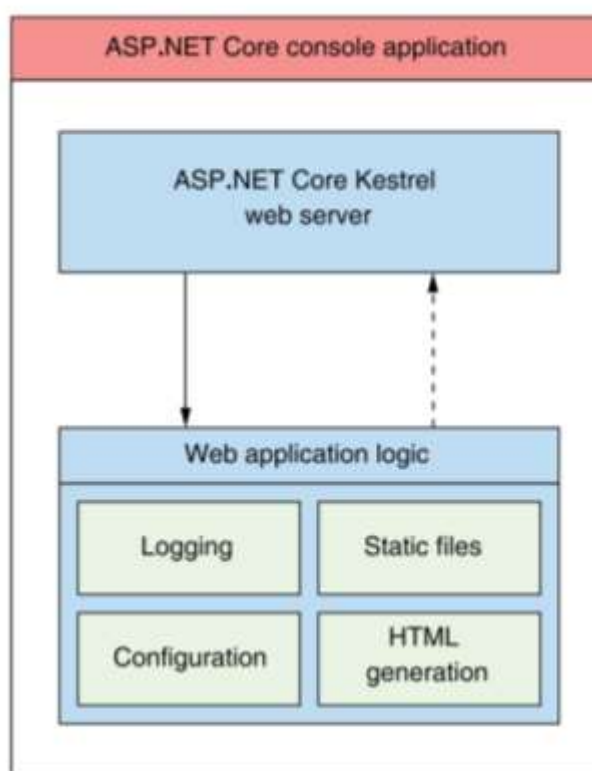 ASP.NET Core console application
ASP.NET Core Kestrel
web server
Web application logic
Logging
Static files
Configuration
HTML
generation